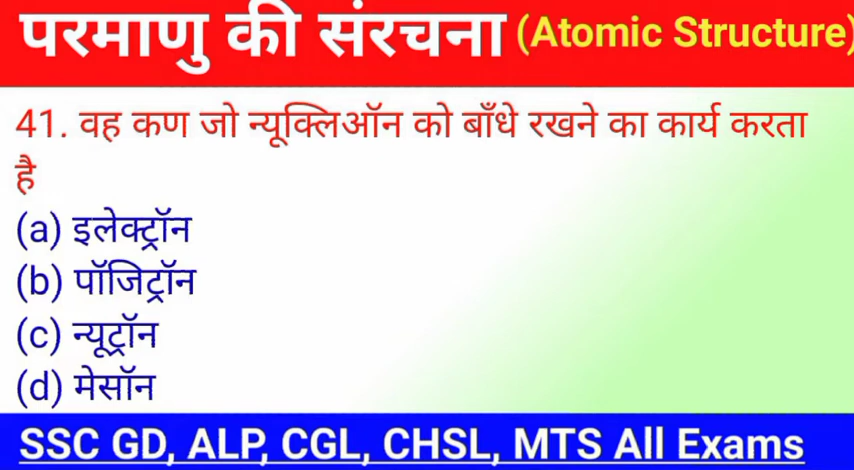 परमाणु की संरचना (Atomic Structure)
41. वह कण जो न्यूक्लिऑन को बाँधे रखने का कार्य करता
है
(a) इलेक्ट्रॉन
(b) पॉजिट्रॉन
(c) न्यूट्रॉन
(d) मेसॉन
SSC GD, ALP, CGL, CHSL, MTS All Exams